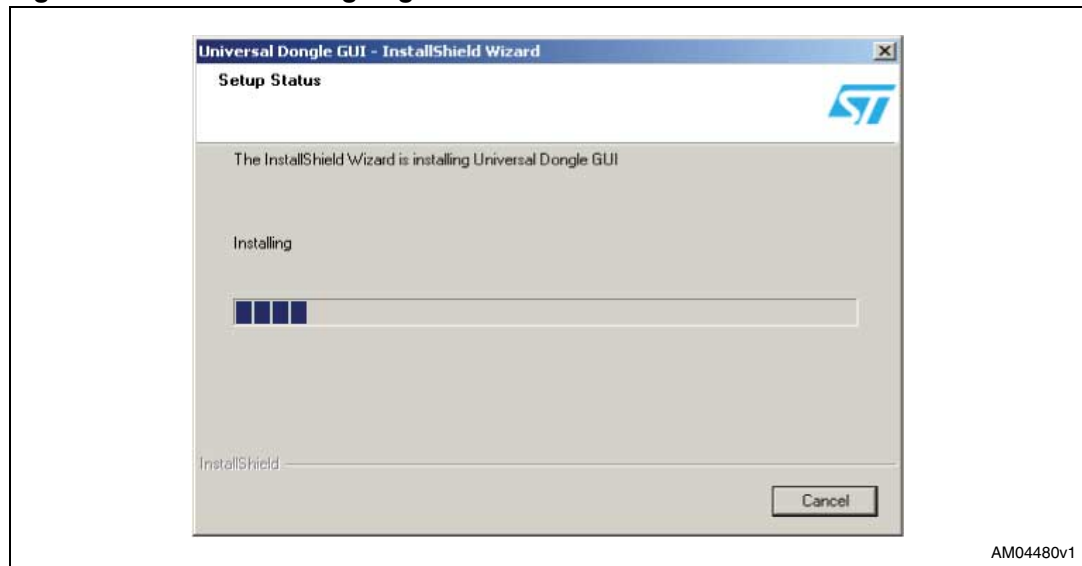 Universal Dongle GUI - InstallShield Wizard
Setup Status
ST
The InstallShield Wizard is installing Universal Dongle GUI
Installing
InstallShield
Cancel
AM04480v1